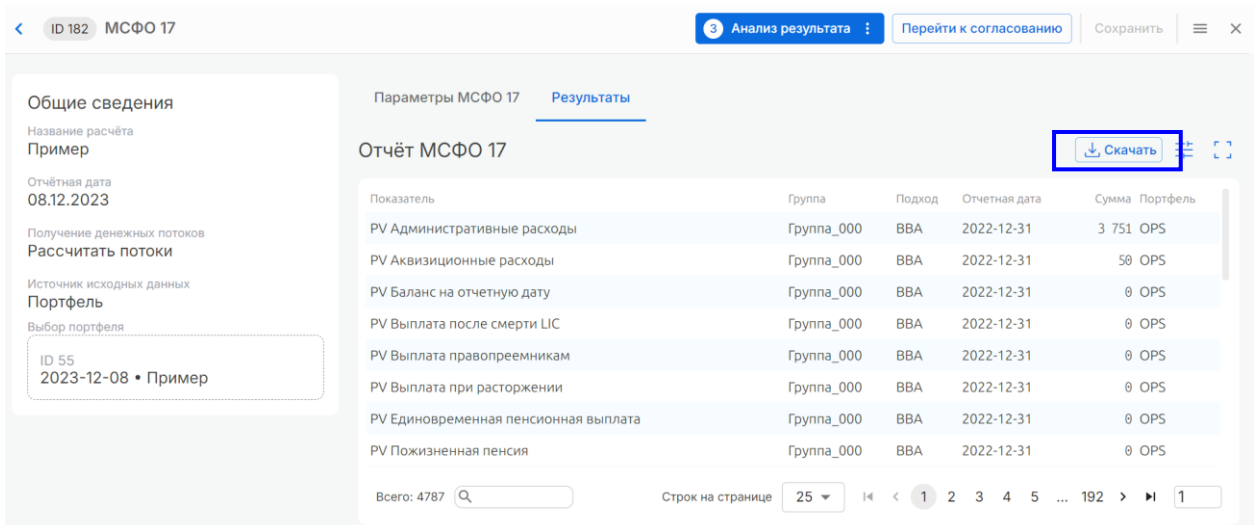 ID 182 МСФО 17 3 Анализ результата Перейти к согласованию Сохранить
Общие сведения
Название расчёта
Пример
Отчётная дата
08.12.2023
Получение денежных потоков
Рассчитать потоки
Источник исходных данных
Портфель
Выбор портфеля
ID 55
2023-12-08 • Пример
Параметры МСФО 17 Результаты
Отчёт МСФО 17 Скачать
Показатель Группа Подход Отчетная дата Сумма Портфель
PV Административные расходы Группа_000 BBA 2022-12-31 3 751 OPS
PV Аквизиционные расходы Группа_000 BBA 2022-12-31 50 OPS
PV Баланс на отчетную дату Группа_000 BBA 2022-12-31 0 OPS
PV Выплата после смерти LIC Группа_000 BBA 2022-12-31 0 OPS
PV Выплата правопреемникам Группа_000 BBA 2022-12-31 0 OPS
PV Выплата при расторжении Группа_000 BBA 2022-12-31 0 OPS
PV Единовременная пенсионная выплата Группа_000 BBA 2022-12-31 0 OPS
PV Пожизненная пенсия Группа_000 BBA 2022-12-31 0 OPS
Всего: 4787 Строк на странице 25 1 2 3 4 5 ... 192 1